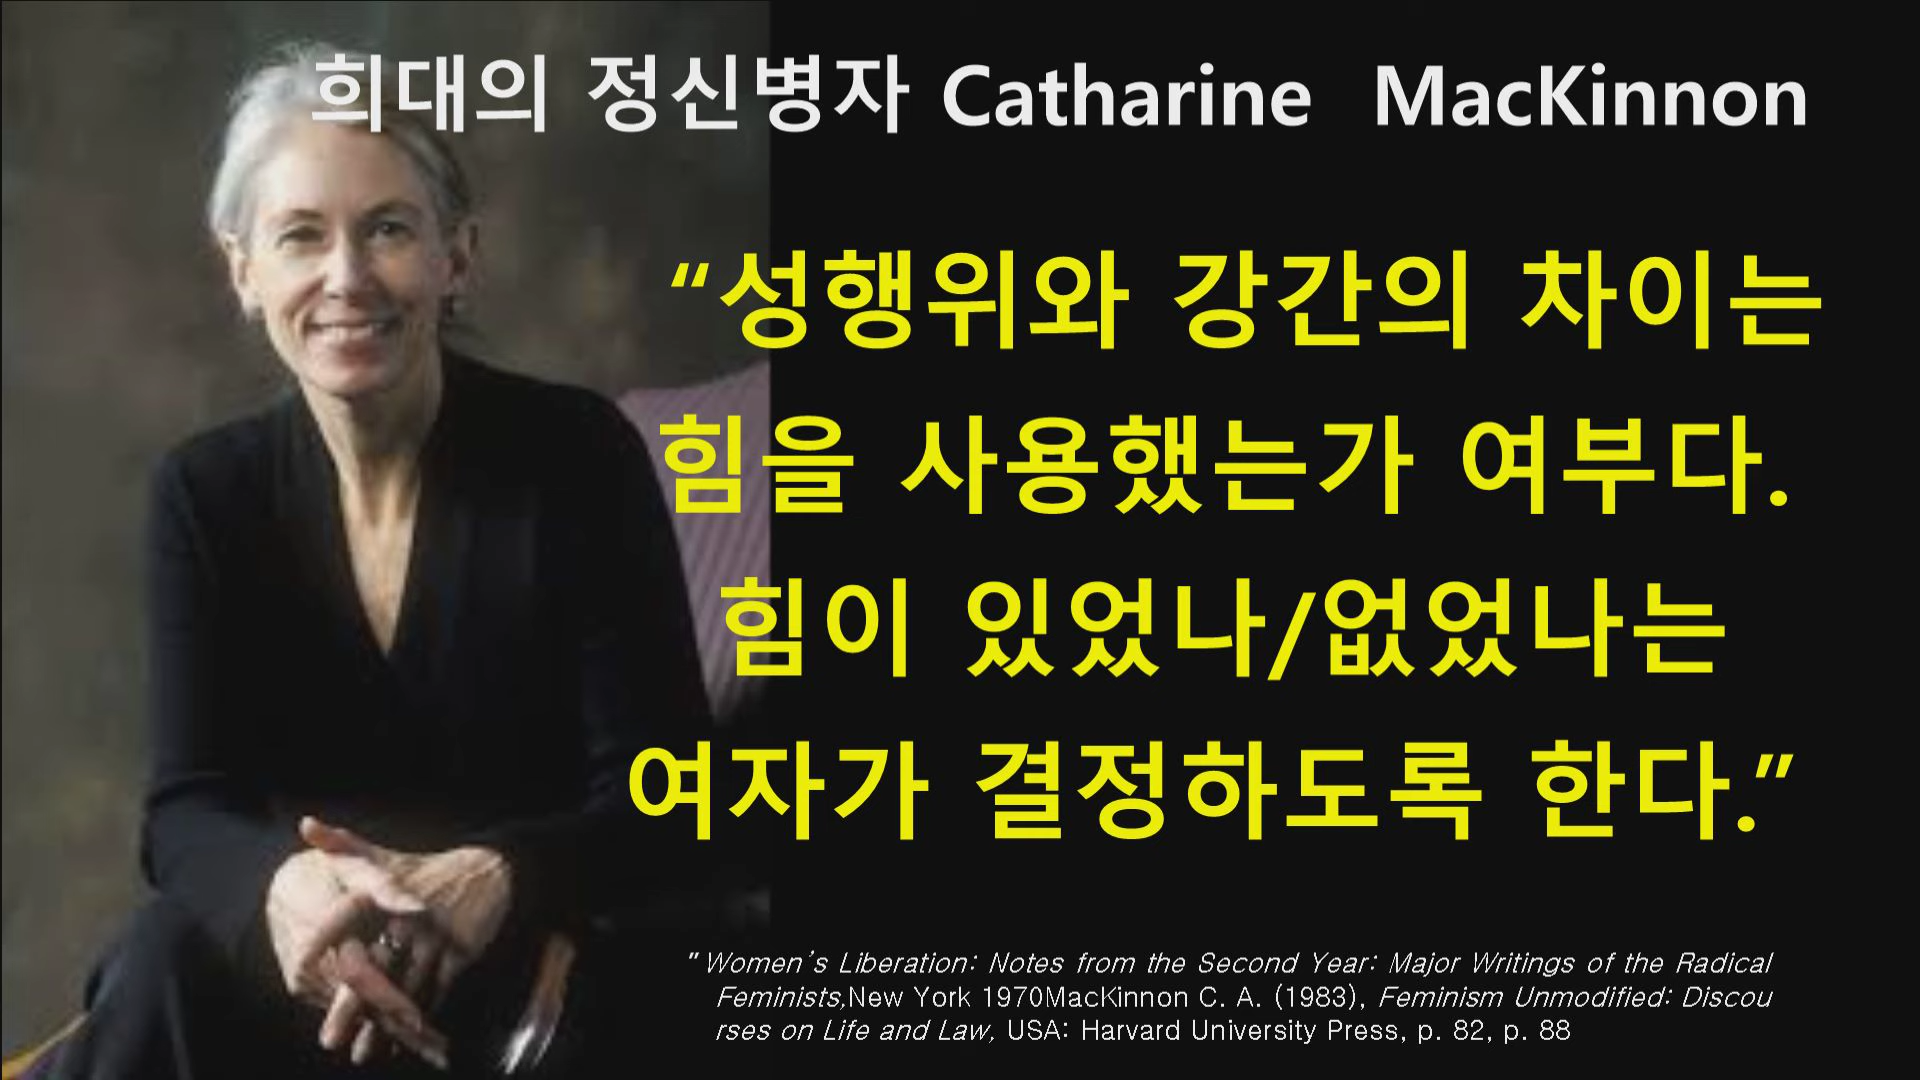 희대의 정신병자 Catharine MacKinnon
“성행위와 강간의 차이는
힘을 사용했는가 여부다.
힘이 있었나/없었나는
여자가 결정하도록 한다.”
" Women's Liberation: Notes from the Second Year: Major Writings of the Radical
Feminists,New York 1970MacKinnon C. A. (1983), Feminism Unmodified: Discou
rses on Life and Law, USA: Harvard University Press, p. 82, p. 88